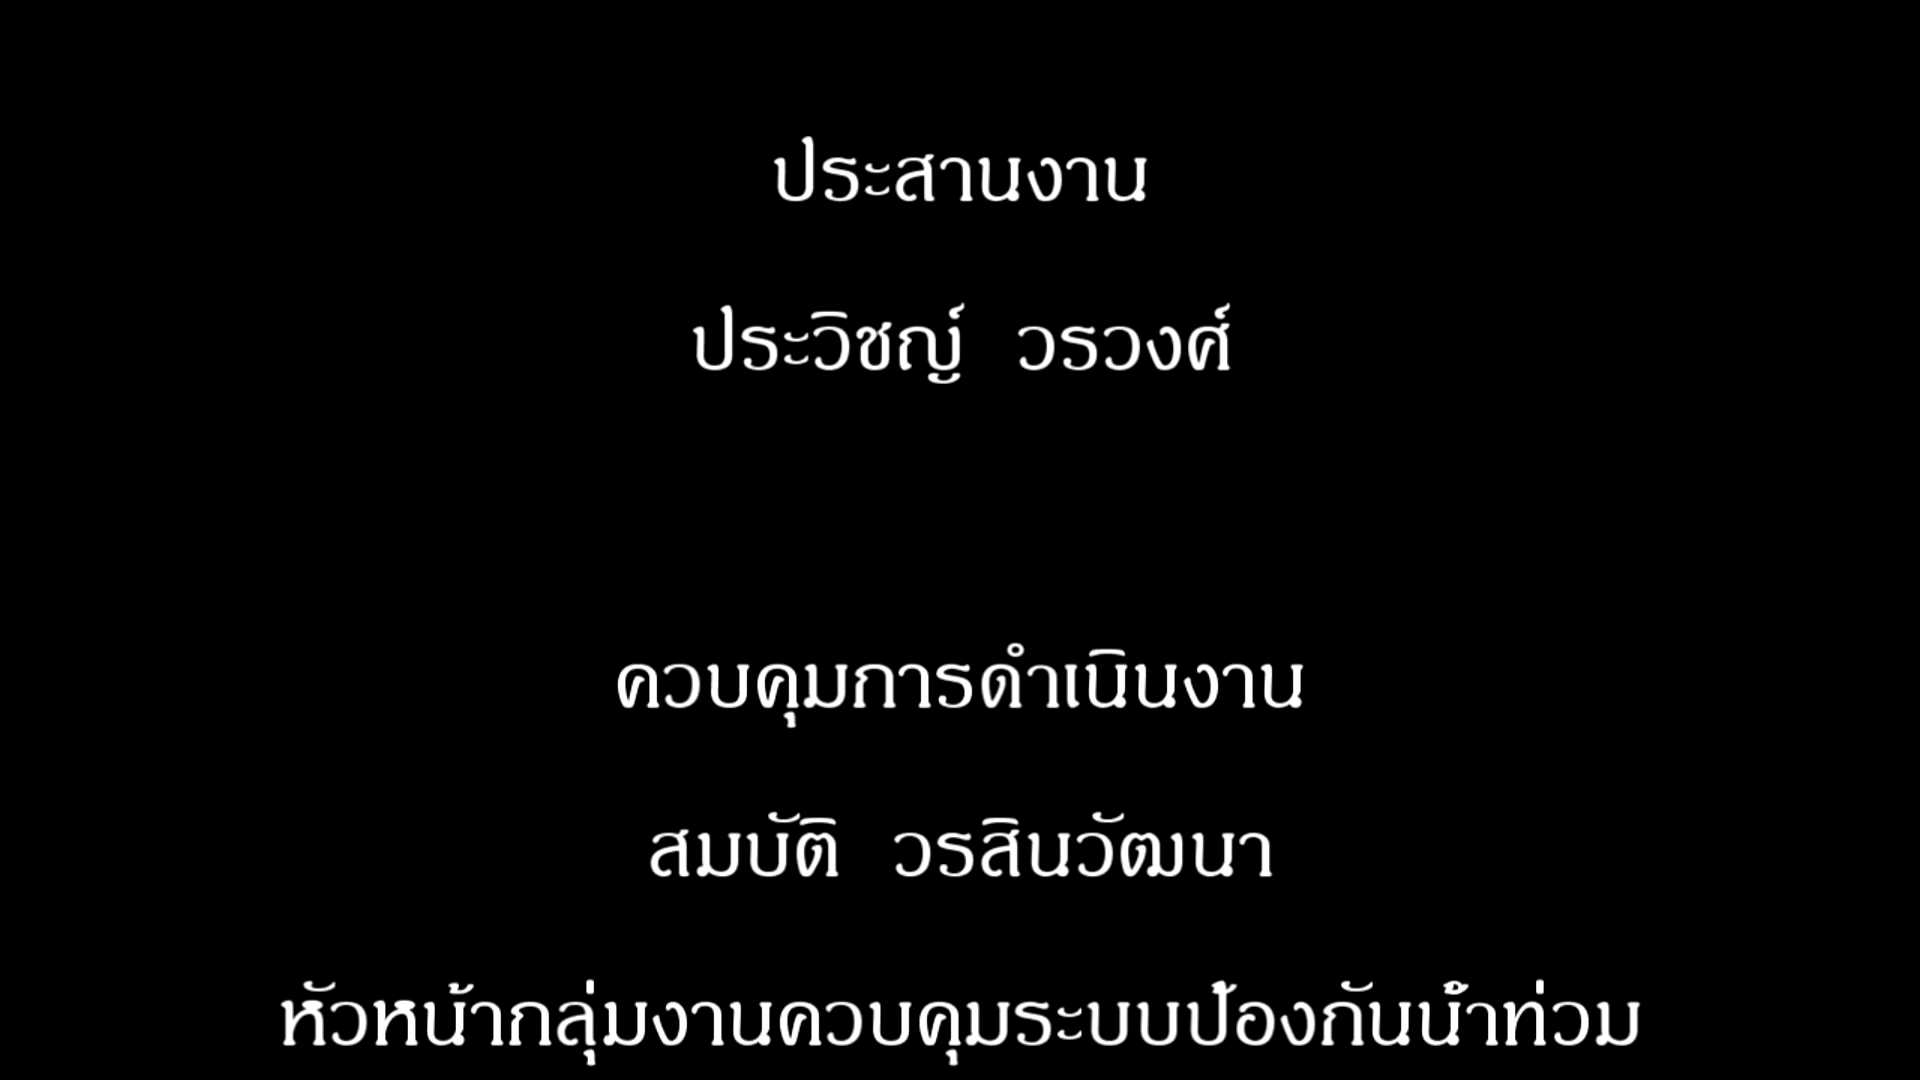 ประสานงาน
ประวิชญ์ วรวงศ์
ควบคุมการดำเนินงาน
สมบัติ วรสินวัฒนา
หัวหน้ากลุ่มงานควบคุมระบบป้องกันน้ำท่วม